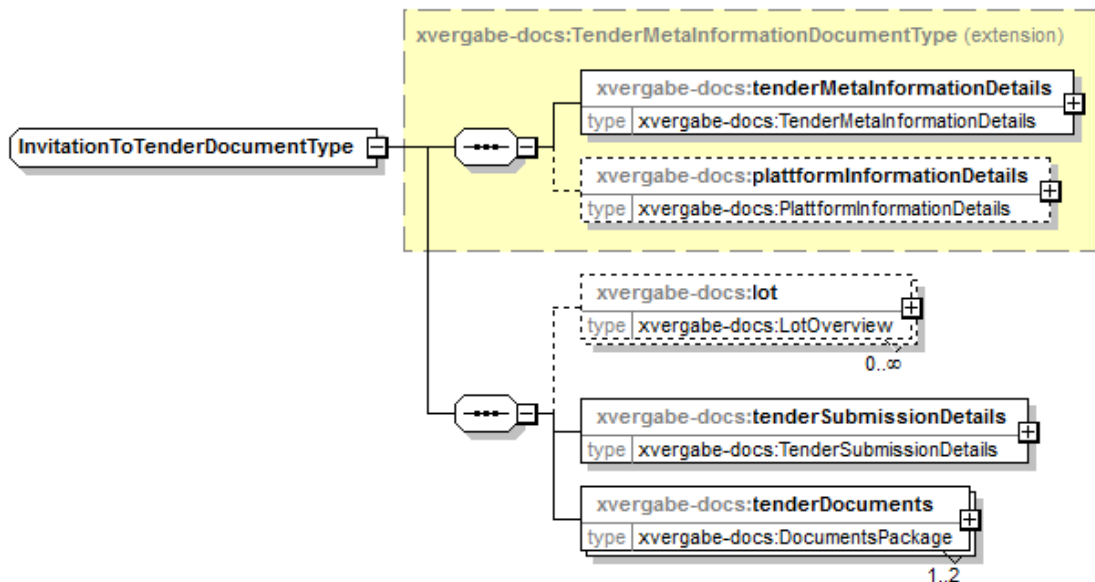 xvergabe-docs:TenderMetaInformationDocumentType (extension)
xvergabe-docs:tenderMetaInformationDetails
type xvergabe-docs:TenderMetaInformationDetails
InvitationToTenderDocumentType
xvergabe-docs:plattformInformationDetails
type xvergabe-docs:PlattformInformationDetails
xvergabe-docs:lot
type xvergabe-docs:LotOverview
0..∞
xvergabe-docs:tenderSubmissionDetails
type xvergabe-docs:TenderSubmissionDetails
xvergabe-docs:tenderDocuments
type xvergabe-docs:DocumentsPackage
1..2